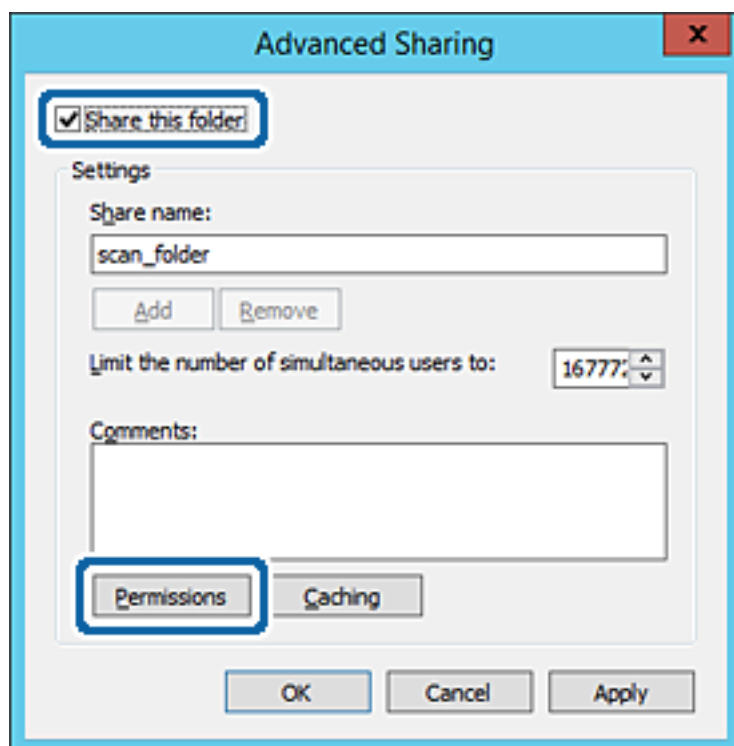 Advanced Sharing
x
Share this folder
Settings
Share name:
scan_folder
Add Remove
Limit the number of simultaneous users to:
Comments:
Permissions Caching
OK Cancel Apply